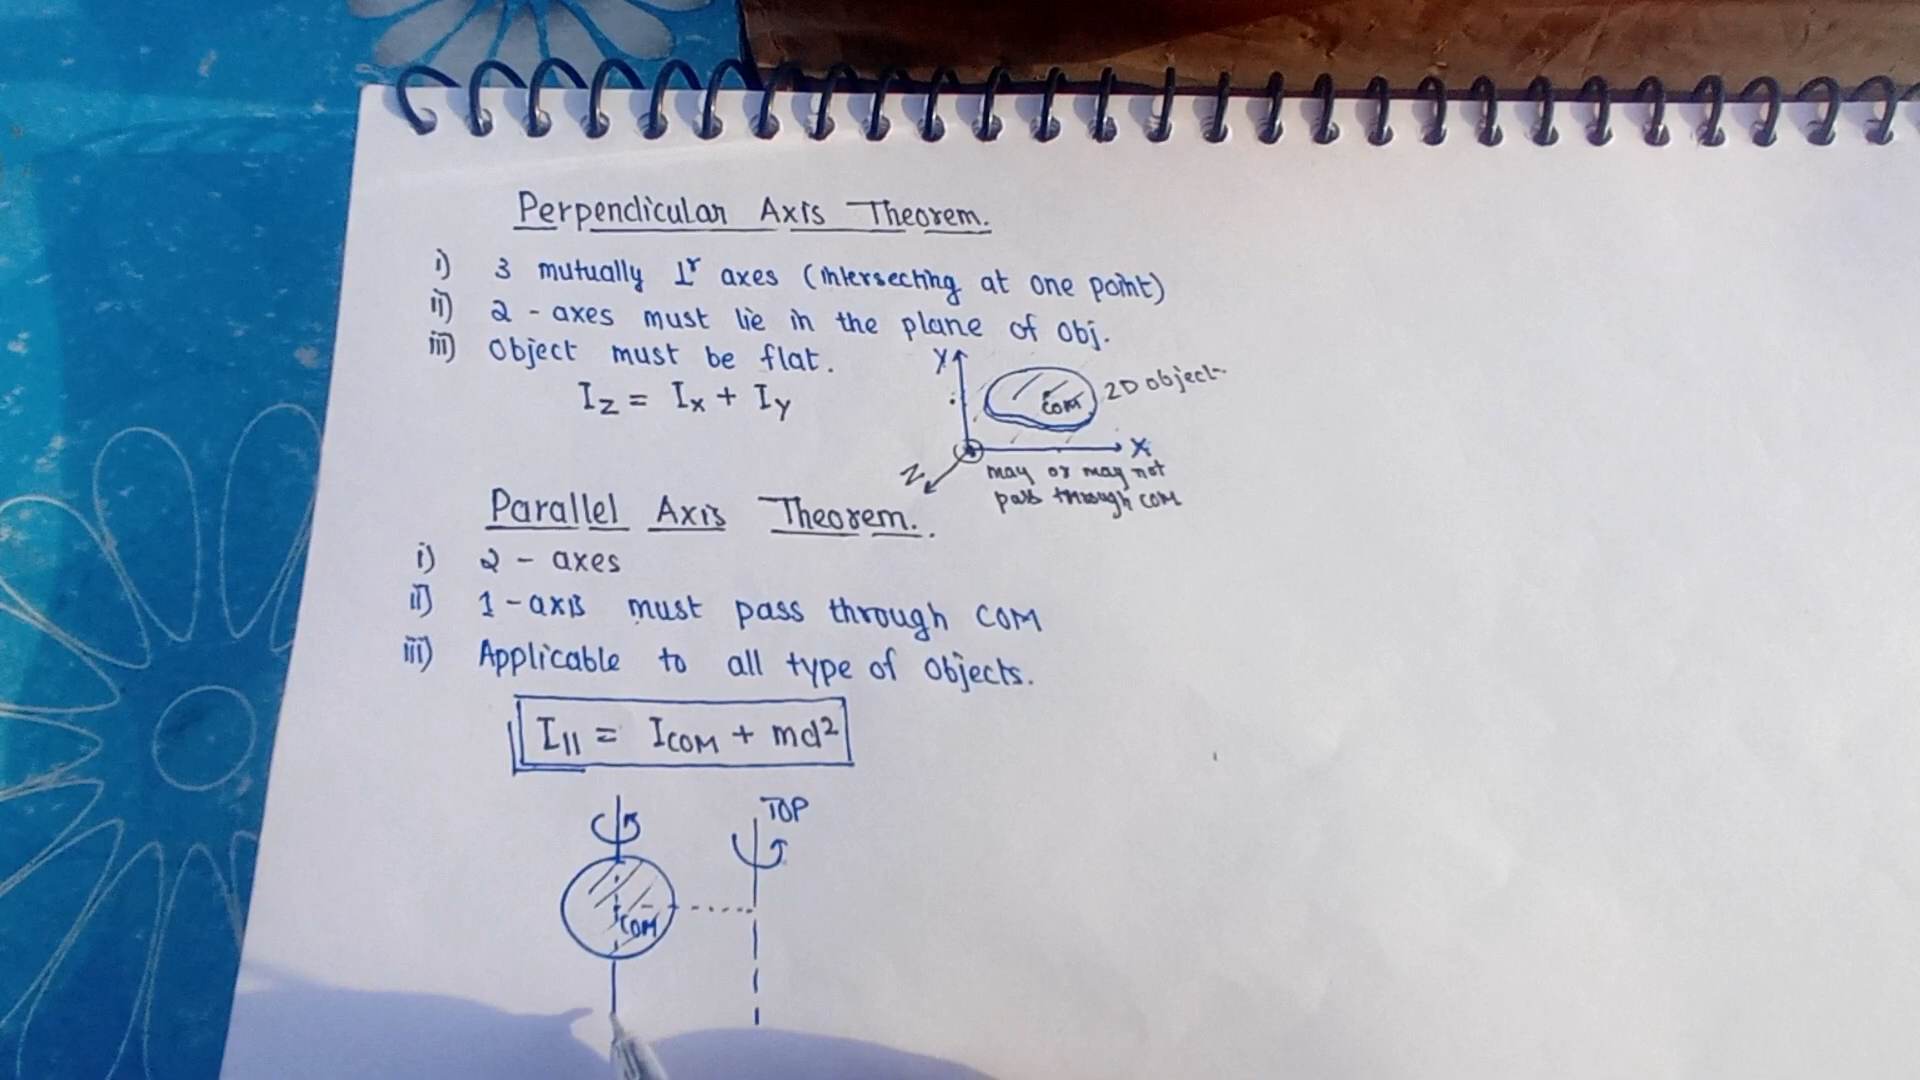 Perpendicular Axis Theorem.
i) 3 mutually ⊥r axes (intersecting at one point)
ii) 2 - axes must lie in the plane of obj.
iii) Object must be flat.
Iz = Ix + Iy
Y
COM
2D object
X
Z
may or may not
pass through COM
Parallel Axis Theorem.
i) 2 - axes
ii) 1 - axis must pass through COM
iii) Applicable to all type of Objects.
I|| = ICOM + md²
TOP
COM